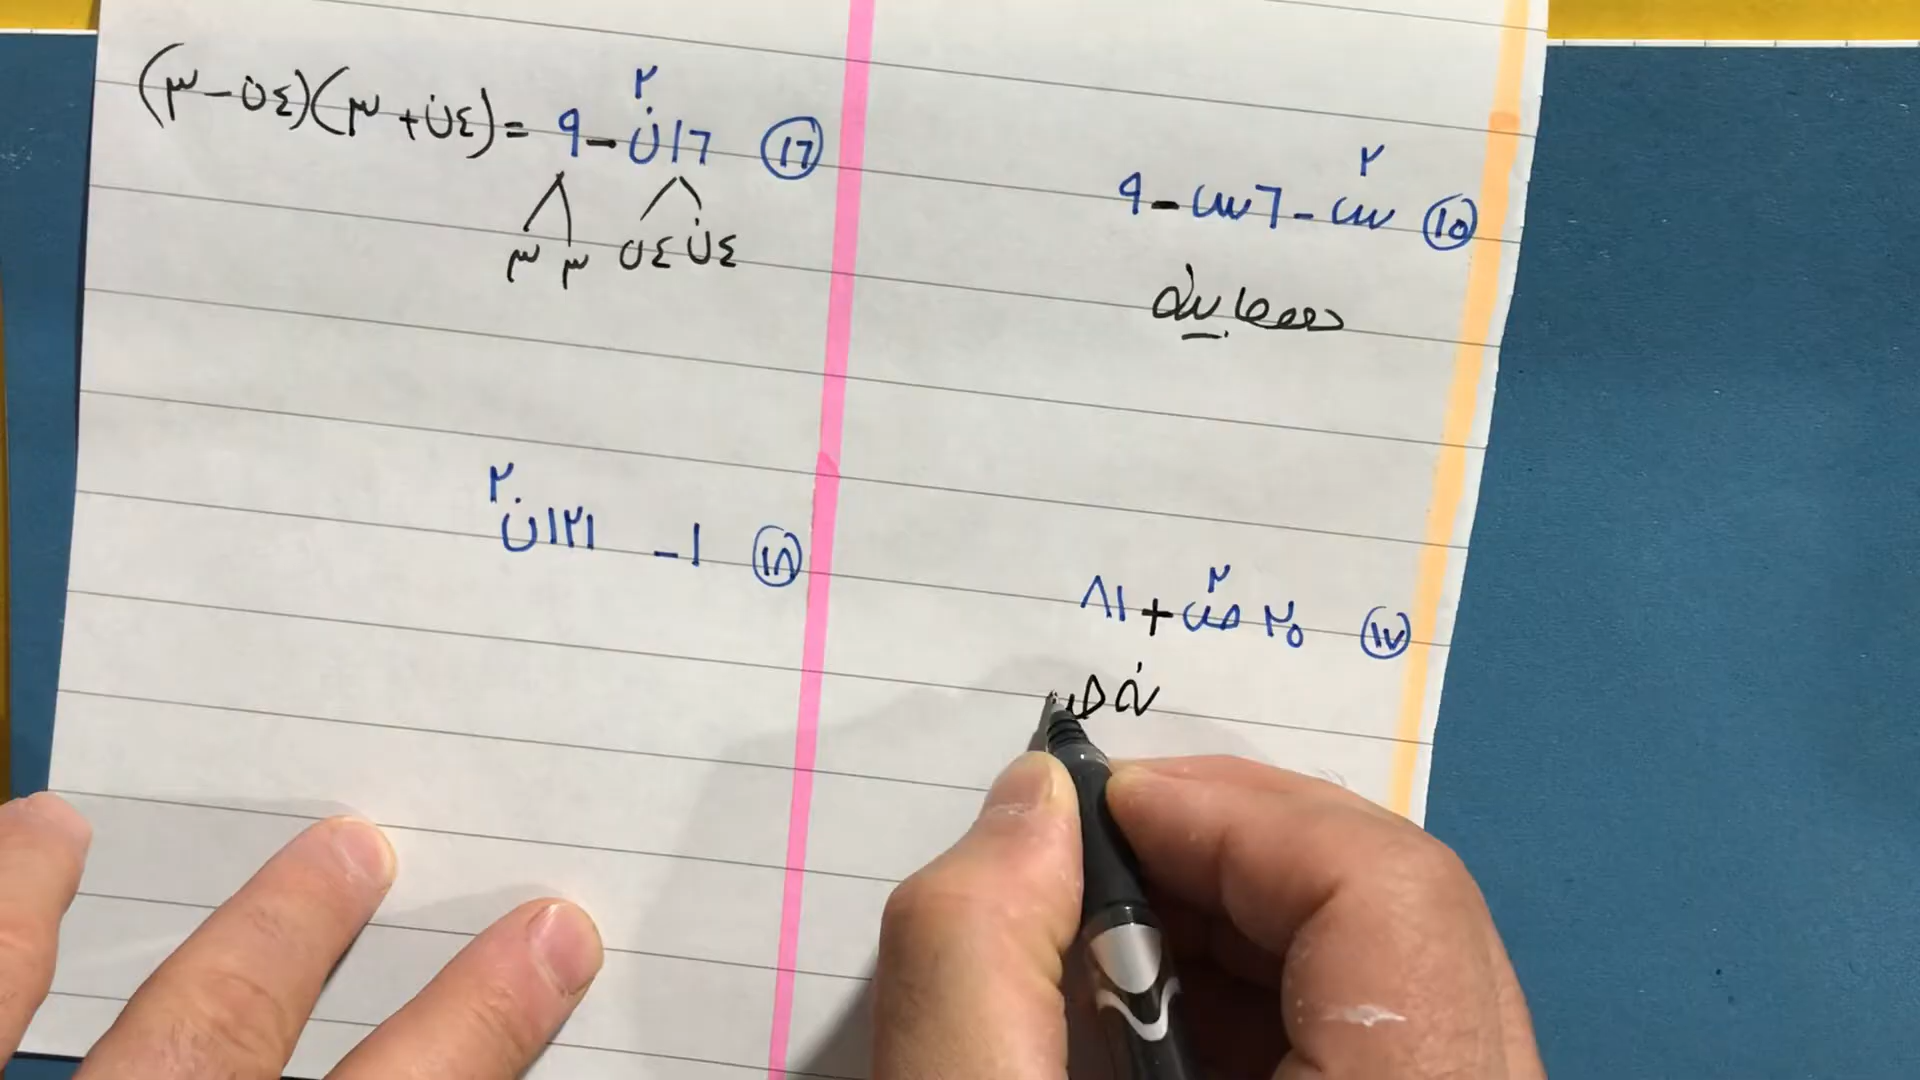 ١٥ س٢ - ٦س - ٩
١٧ ٢٥ص٢ + ٨١
١٦ ١٦ن٢ - ٩ = (٤ن + ٣)(٤ن - ٣)
٤ن ٤ن ٣ ٣
١٨ ١ - ١٢١ن٢